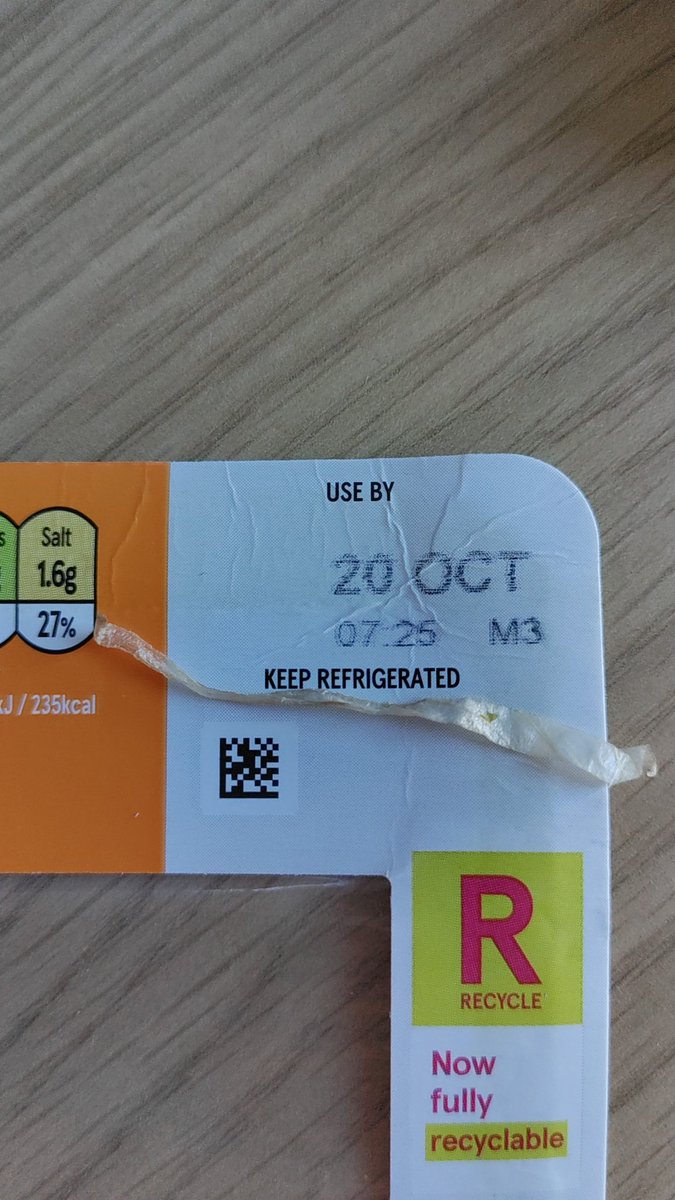 USE BY
20 OCT
07:25 M3
KEEP REFRIGERATED
Salt
1.6g
27%
kJ / 235kcal
R
RECYCLE
Now
fully
recyclable